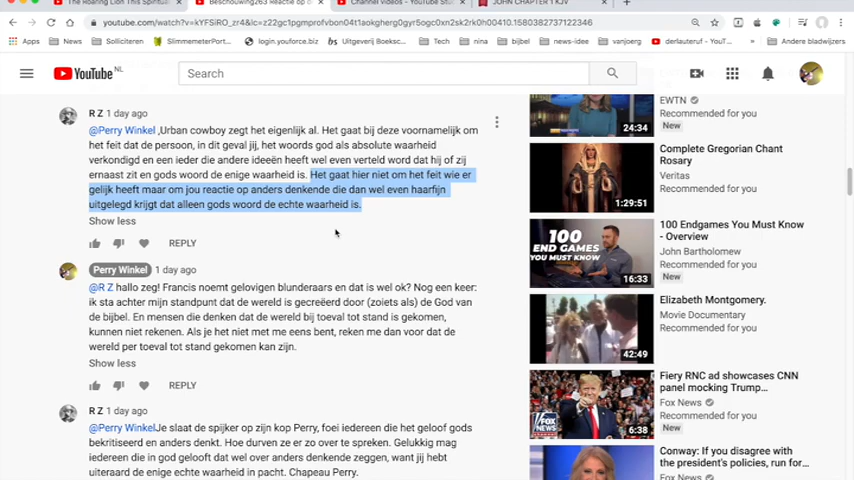 The Roaring Lion This Spiritu
Beschouwing263 Reactie op b
Channel videos - YouTube Stu
JOHN CHAPTER 1 KJV
youtube.com/watch?v=kYFSiRO_zr4&lc=z22gc1pgmprofvbon04t1aokgherg0gyr5ogc0xn2sk2rk0h00410.1580382737122346
Apps
News
Solliciteren
SlimmemeterPort...
login.youforce.biz
Uitgeverij Boeksc...
Tech
nina
bijbel
news-idee
vanjoerg
derlauteruf - YouT...
Andere bladwijzers
YouTube NL
Search
R Z 1 day ago
@Perry Winkel ,Urban cowboy zegt het eigenlijk al. Het gaat bij deze voornamelijk om
het feit dat de persoon, in dit geval jij, het woords god als absolute waarheid
verkondigd en een ieder die andere ideeën heeft wel even verteld word dat hij of zij
ernaast zit en gods woord de enige waarheid is. Het gaat hier niet om het feit wie er
gelijk heeft maar om jou reactie op anders denkende die dan wel even haarfijn
uitgelegd krijgt dat alleen gods woord de echte waarheid is.
Show less
REPLY
Perry Winkel 1 day ago
@R Z hallo zeg! Francis noemt gelovigen blunderaars en dat is wel ok? Nog een keer:
ik sta achter mijn standpunt dat de wereld is gecreëerd door (zoiets als) de God van
de bijbel. En mensen die denken dat de wereld bij toeval tot stand is gekomen,
kunnen niet rekenen. Als je het niet met me eens bent, reken me dan voor dat de
wereld per toeval tot stand gekomen kan zijn.
Show less
REPLY
R Z 1 day ago
@Perry WinkelJe slaat de spijker op zijn kop Perry, foei iedereen die het geloof gods
bekritiseerd en anders denkt. Hoe durven ze er zo over te spreken. Gelukkig mag
iedereen die in god gelooft dat wel over anders denkende zeggen, want jij hebt
uiteraard de enige echte waarheid in pacht. Chapeau Perry.
EWTN
Recommended for you
New
24:34
Complete Gregorian Chant
Rosary
Veritas
Recommended for you
1:29:51
100 Endgames You Must Know
- Overview
John Bartholomew
Recommended for you
New
100
END GAMES
YOU MUST KNOW
16:33
Elizabeth Montgomery.
Movie Documentary
Recommended for you
42:49
Fiery RNC ad showcases CNN
panel mocking Trump...
Fox News
Recommended for you
New
6:38
Conway: If you disagree with
the president's policies, run for...
Fox News